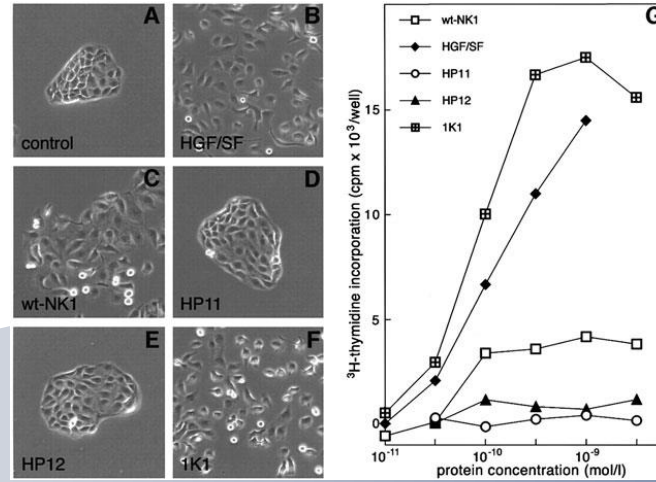 A
control
B
HGF/SF
C
wt-NK1
D
HP11
E
HP12
F
1K1
G
wt-NK1
HGF/SF
HP11
HP12
1K1
³H-thymidine incorporation (cpm x 10³/well)
15
10
5
0
10⁻¹¹
10⁻¹⁰
10⁻⁹
protein concentration (mol/l)